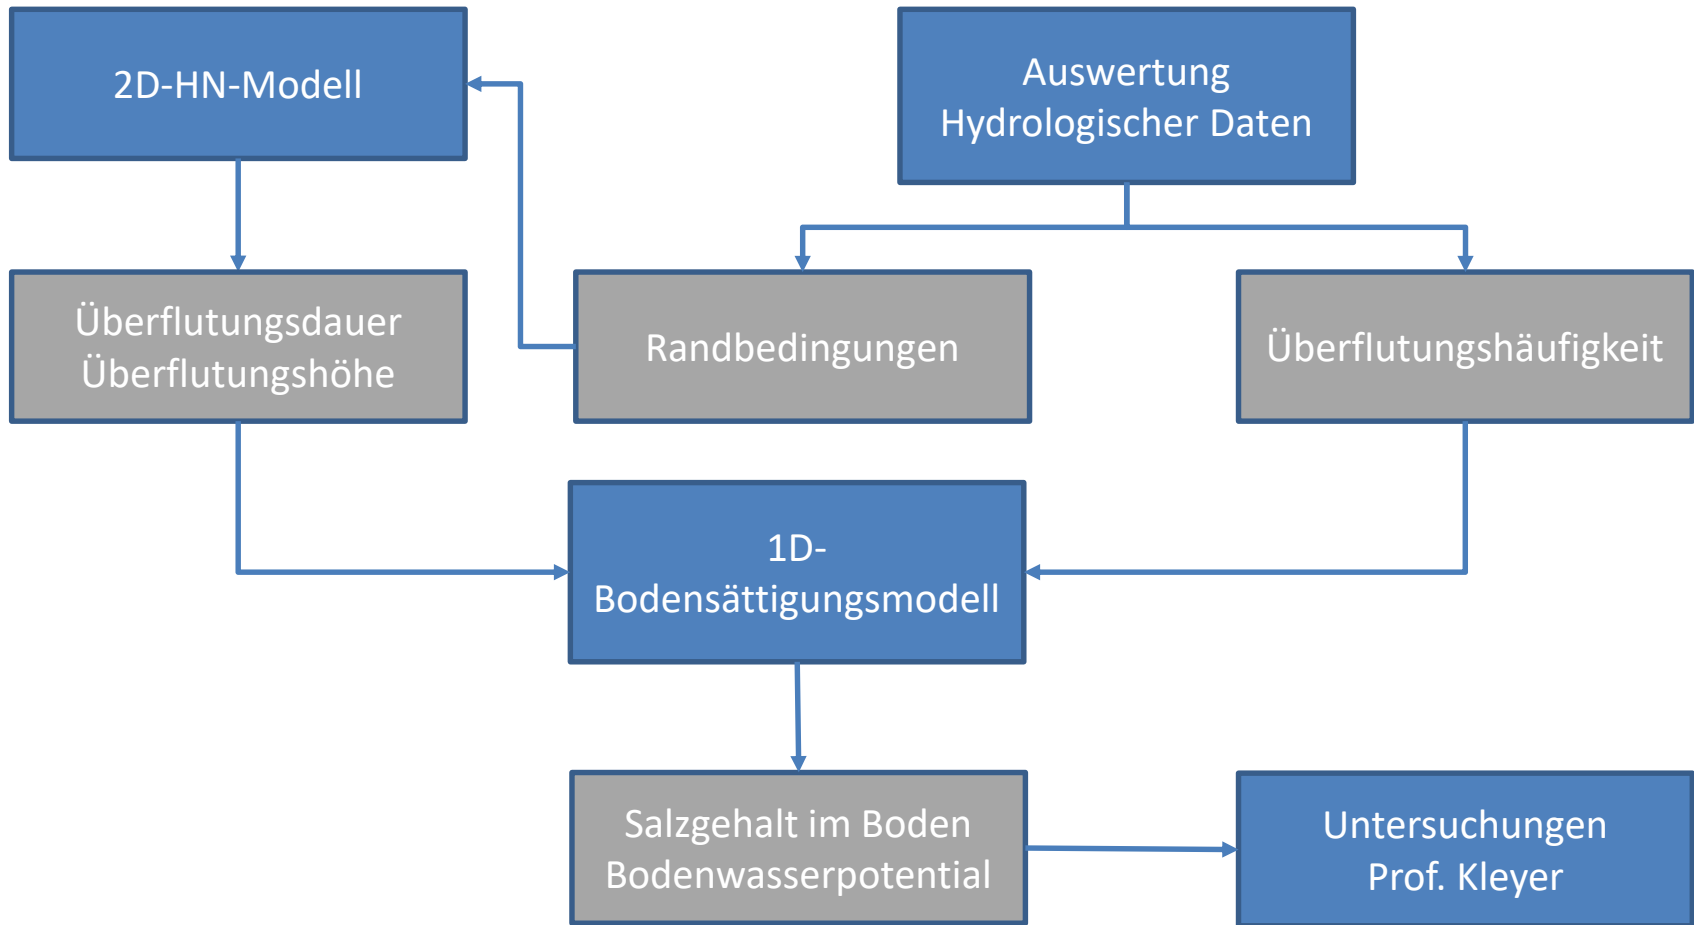 2D-HN-Modell
Auswertung
Hydrologischer Daten
Überflutungsdauer
Überflutungshöhe
Randbedingungen
Überflutungshäufigkeit
1D-
Bodensättigungsmodell
Salzgehalt im Boden
Bodenwasserpotential
Untersuchungen
Prof. Kleyer